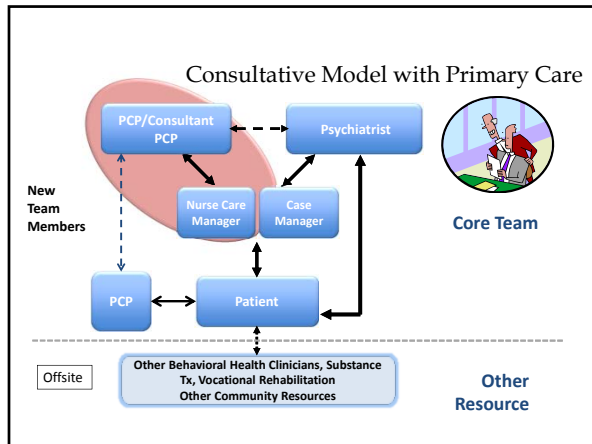 Consultative Model with Primary Care
PCP/Consultant
PCP
Psychiatrist
New
Team
Members
Nurse Care
Manager
Case
Manager
Core Team
PCP
Patient
Offsite
Other Behavioral Health Clinicians, Substance
Tx, Vocational Rehabilitation
Other Community Resources
Other
Resource